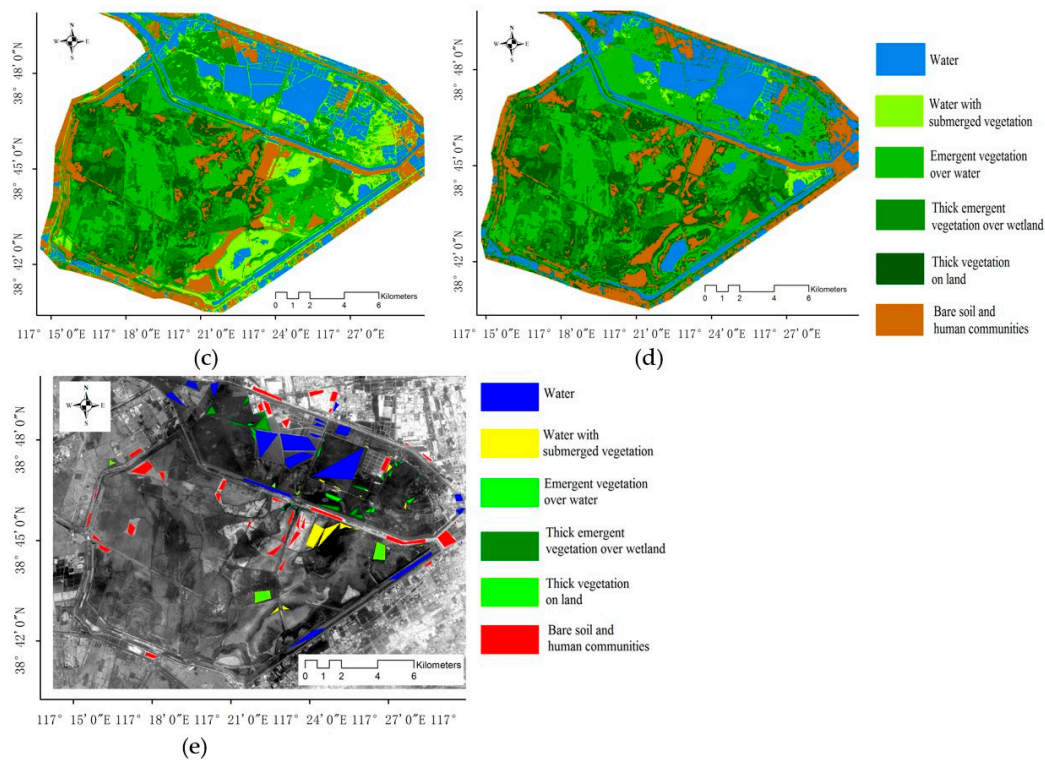 N
W E
S
38° 42′ 0″N 38° 45′ 0″N 38° 48′ 0″N
0 1 2 4 6
Kilometers
117° 15′ 0″E 117° 18′ 0″E 117° 21′ 0″E 117° 24′ 0″E 117° 27′ 0″E
(c)
N
W E
S
38° 42′ 0″N 38° 45′ 0″N 38° 48′ 0″N
0 1 2 4 6
Kilometers
117° 15′ 0″E 117° 18′ 0″E 117° 21′ 0″E 117° 24′ 0″E 117° 27′ 0″E
(d)
Water
Water with
submerged vegetation
Emergent vegetation
over water
Thick emergent
vegetation over wetland
Thick vegetation
on land
Bare soil and
human communities
N
W E
S
38° 42′ 0″N 38° 45′ 0″N 38° 48′ 0″N
Kilometers
0 1 2 4 6
117° 15′ 0″E 117° 18′ 0″E 117° 21′ 0″E 117° 24′ 0″E 117° 27′ 0″E 117°
(e)
Water
Water with
submerged vegetation
Emergent vegetation
over water
Thick emergent
vegetation over wetland
Thick vegetation
on land
Bare soil and
human communities